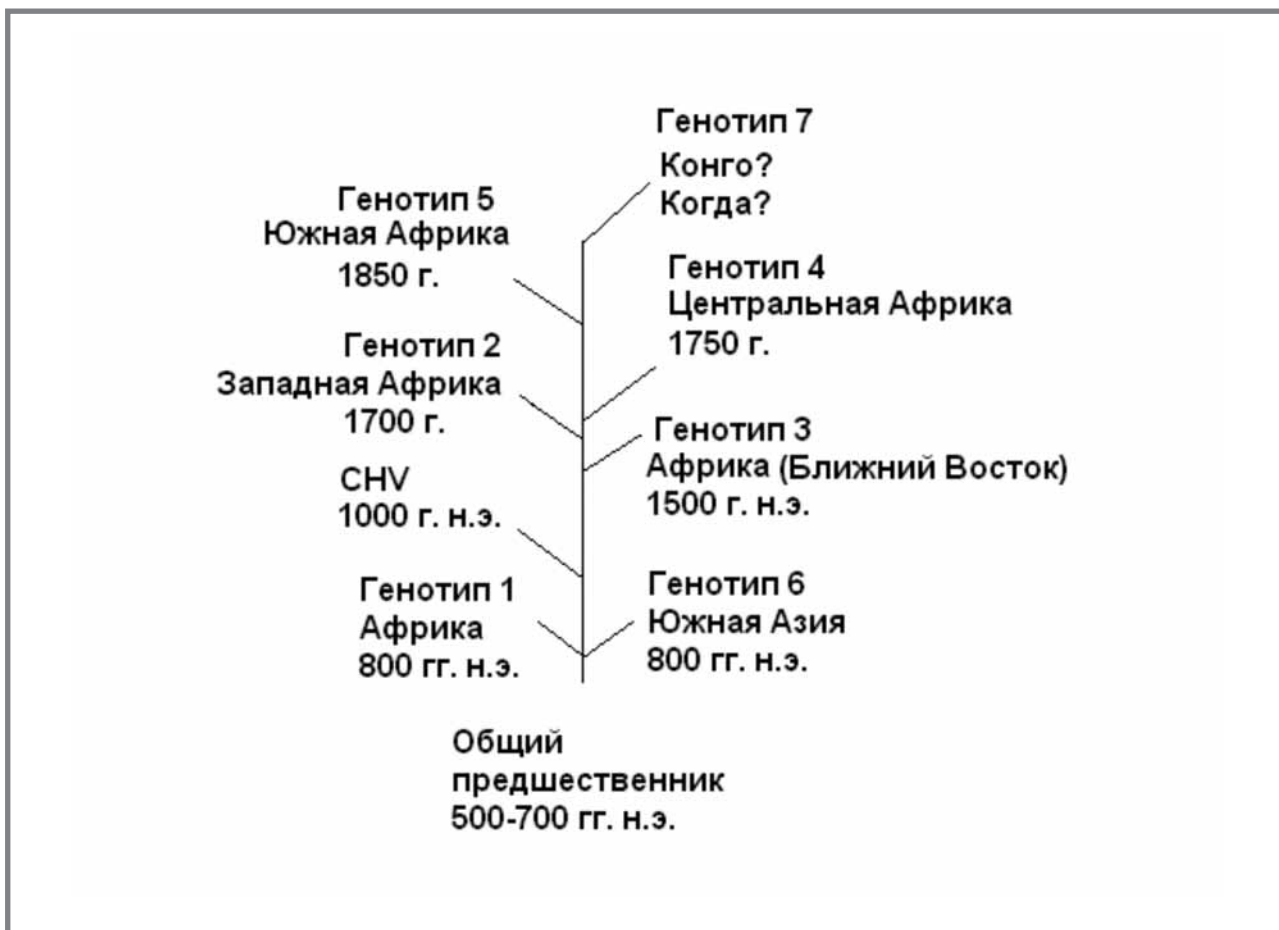 Генотип 7
Конго?
Когда?
Генотип 5
Южная Африка
1850 г.
Генотип 4
Центральная Африка
1750 г.
Генотип 2
Западная Африка
1700 г.
Генотип 3
Африка (Ближний Восток)
1500 г. н.э.
CHV
1000 г. н.э.
Генотип 1
Африка
800 гг. н.э.
Генотип 6
Южная Азия
800 гг. н.э.
Общий
предшественник
500-700 гг. н.э.